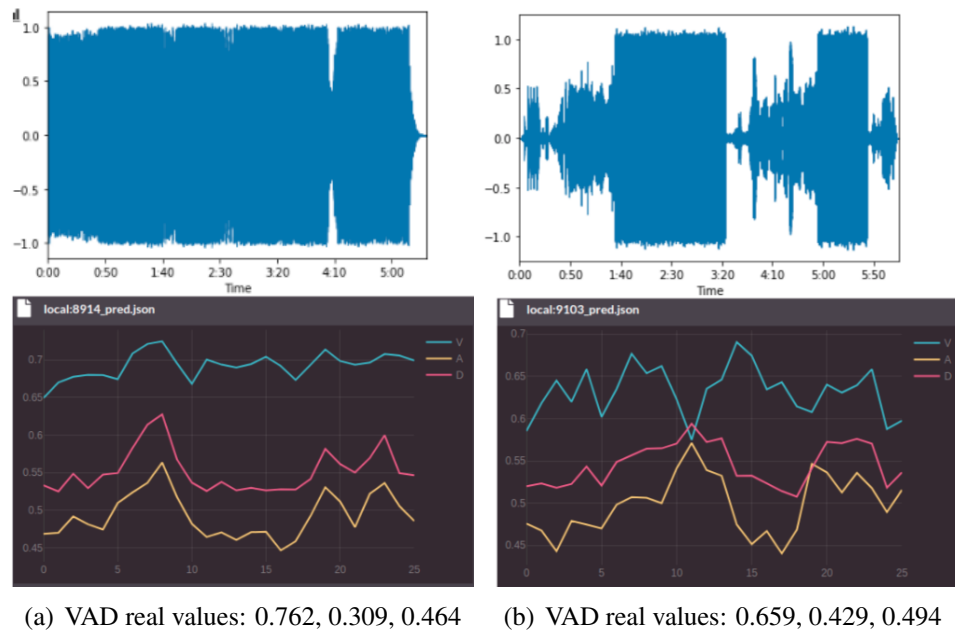 1.0
0.5
0.0
−0.5
−1.0
0:00 0:50 1:40 2:30 3:20 4:10 5:00
Time
1.0
0.5
0.0
−0.5
−1.0
0:00 0:50 1:40 2:30 3:20 4:10 5:00 5:50
Time
local:8914_pred.json
V
A
D
0.7
0.65
0.6
0.55
0.5
0.45
0 5 10 15 20 25
local:9103_pred.json
V
A
D
0.7
0.65
0.6
0.55
0.5
0.45
0 5 10 15 20 25
(a) VAD real values: 0.762, 0.309, 0.464
(b) VAD real values: 0.659, 0.429, 0.494